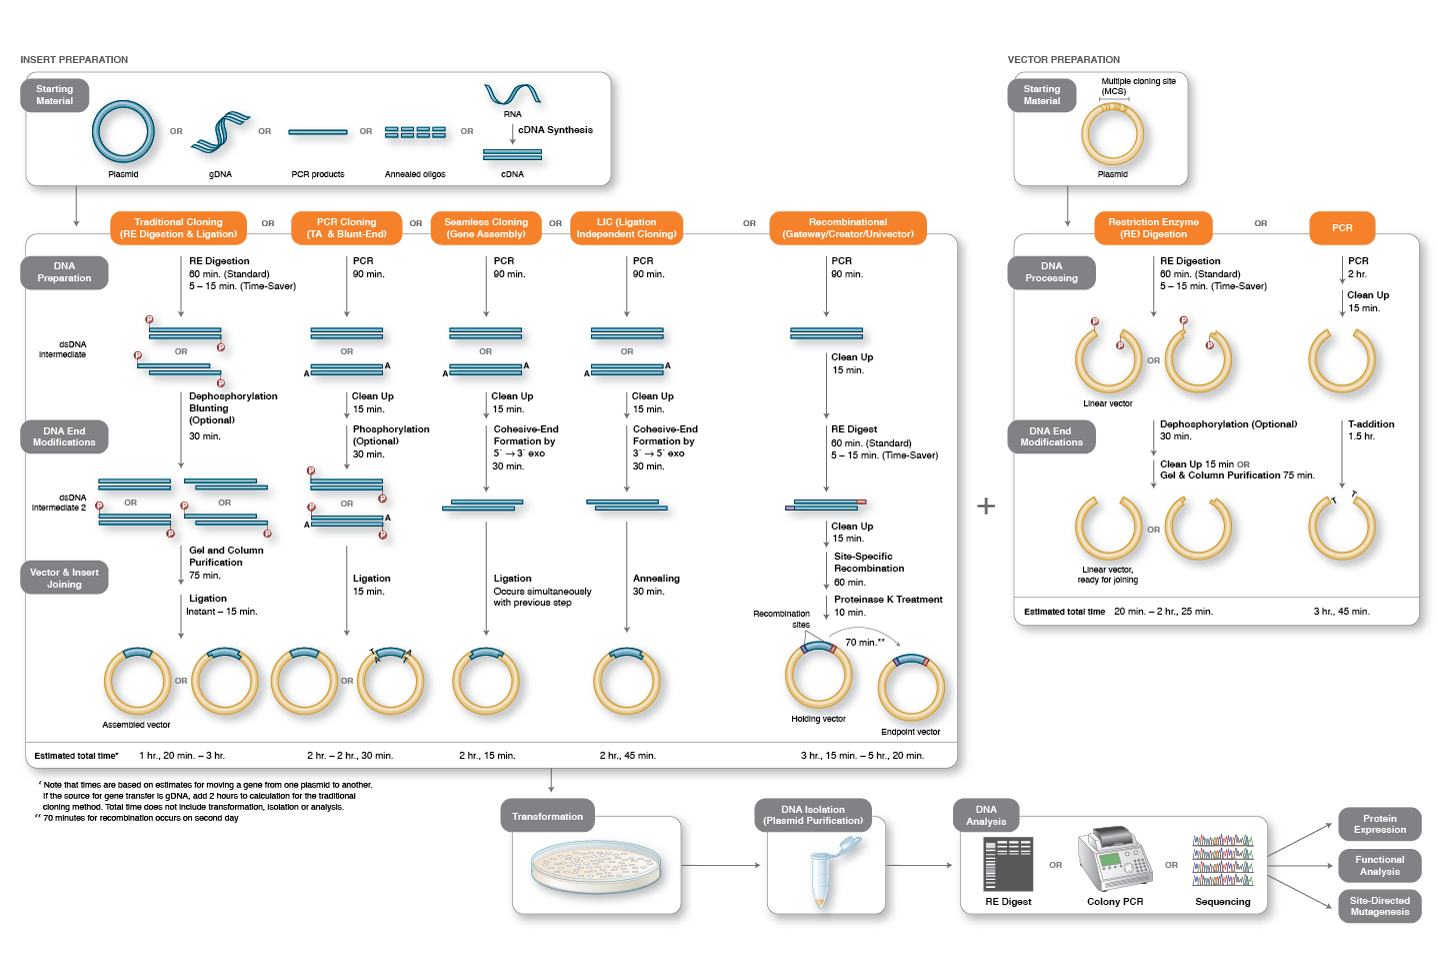 INSERT PREPARATION
Starting
Material
Plasmid
OR
gDNA
OR
PCR products
OR
Annealed oligos
OR
RNA
cDNA Synthesis
cDNA
Traditional Cloning
(RE Digestion & Ligation)
OR
PCR Cloning
(TA & Blunt-End)
OR
Seamless Cloning
(Gene Assembly)
OR
LIC (Ligation
Independent Cloning)
OR
Recombinational
(Gateway/Creator/Univector)
DNA
Preparation
RE Digestion
60 min. (Standard)
5 – 15 min. (Time-Saver)
PCR
90 min.
PCR
90 min.
PCR
90 min.
PCR
90 min.
dsDNA
Intermediate
P
P
OR
P
P
OR
A
A
OR
A
A
OR
A
A
Clean Up
15 min.
Dephosphorylation
Blunting
(Optional)
30 min.
Clean Up
15 min.
Clean Up
15 min.
Clean Up
15 min.
DNA End
Modifications
Phosphorylation
(Optional)
30 min.
Cohesive-End
Formation by
5´ → 3´ exo
30 min.
Cohesive-End
Formation by
3´ → 5´ exo
30 min.
RE Digest
60 min. (Standard)
5 – 15 min. (Time-Saver)
dsDNA
Intermediate 2
OR
OR
P
P
P
P
P
P
OR
P
A
A
P
Clean Up
15 min.
Gel and Column
Purification
75 min.
Site-Specific
Recombination
60 min.
Vector & Insert
Joining
Ligation
Instant – 15 min.
Ligation
15 min.
Ligation
Occurs simultaneously
with previous step
Annealing
30 min.
Proteinase K Treatment
10 min.
Recombination
sites
70 min.**
OR
OR
T
A
A
T
Assembled vector
Holding vector
Endpoint vector
Estimated total time*
1 hr., 20 min. – 3 hr.
2 hr. – 2 hr., 30 min.
2 hr., 15 min.
2 hr., 45 min.
3 hr., 15 min. – 5 hr., 20 min.
* Note that times are based on estimates for moving a gene from one plasmid to another.
If the source for gene transfer is gDNA, add 2 hours to calculation for the traditional
cloning method. Total time does not include transformation, isolation or analysis.
** 70 minutes for recombination occurs on second day
+
VECTOR PREPARATION
Starting
Material
Multiple cloning site
(MCS)
Plasmid
Restriction Enzyme
(RE) Digestion
OR
PCR
DNA
Processing
RE Digestion
60 min. (Standard)
5 – 15 min. (Time-Saver)
PCR
2 hr.
Clean Up
15 min.
P
P
OR
P
P
Linear vector
DNA End
Modifications
Dephosphorylation (Optional)
30 min.
T-addition
1.5 hr.
Clean Up 15 min OR
Gel & Column Purification 75 min.
OR
T
T
Linear vector,
ready for joining
Estimated total time
20 min. – 2 hr., 25 min.
3 hr., 45 min.
Transformation
DNA Isolation
(Plasmid Purification)
DNA
Analysis
RE Digest
OR
Colony PCR
OR
Sequencing
Protein
Expression
Functional
Analysis
Site-Directed
Mutagenesis